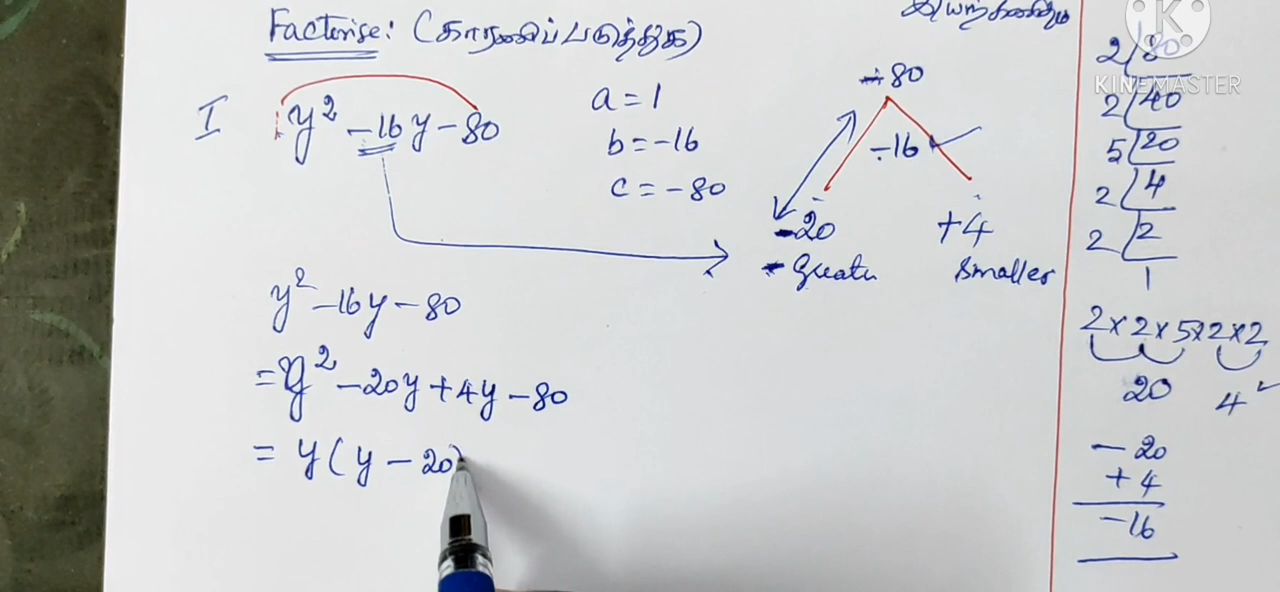 Factorise: (காரணிப்படுத்துக)
I y² -16y -80
a = 1
b = -16
c = -80
-80
-16
-20 +4
Greater Smaller
y² -16y -80
= y² -20y +4y -80
= y(y - 20)
K
KINEMASTER
2 80
2 40
5 20
2 4
2 2
1
2×2×5×2×2
20 4
-20
+4
-16